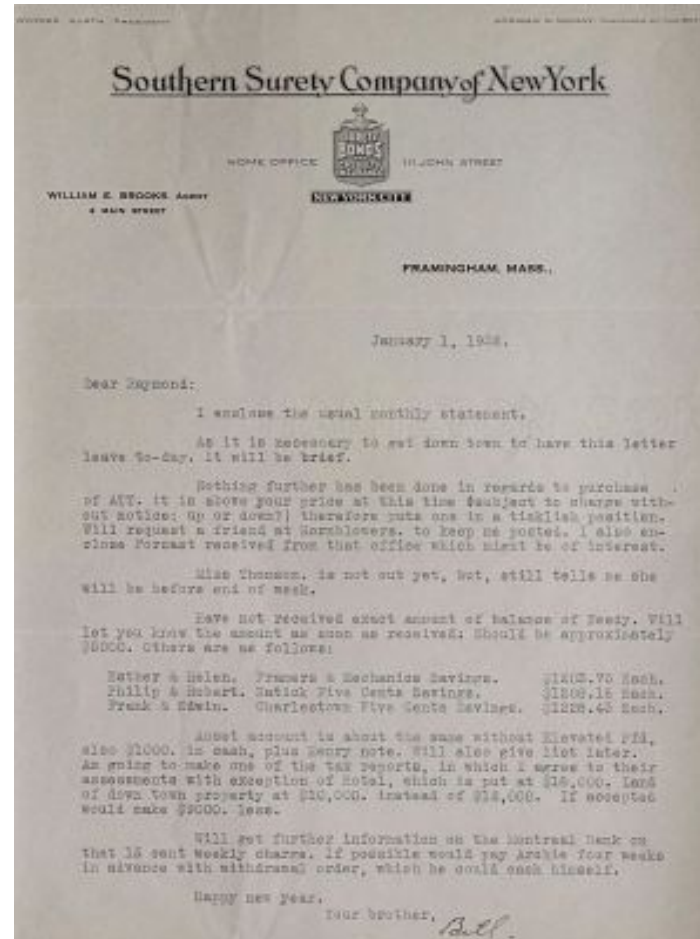 Southern Surety Company of New York
SURETY
BONDS
CASUALTY
INSURANCE
HOME OFFICE 111 JOHN STREET
NEW YORK CITY
WILLIAM E. BROOKS, AGENT
MAIN STREET
FRAMINGHAM, MASS.,
January 1,
Dear Raymond:
I enclose the usual monthly statement.
As it is necessary to get down town to have this letter
leave to-day, it will be brief.
Nothing further has been done in regards to purchase
of ATT. it is above your price at this time subject to change with-
out notice; up or down?| therefore puts one in a ticklish position.
Will request a friend at Hornblowers. to keep me posted. I also en-
close received from that office which might be of interest.
Miss Thomson. is not out yet, but, still tells me she
will be before end of week.
Have not received exact amount of balance of Will
let you know the amount as soon as received: Should be approximately
Others are as follows:
Esther & Helen. Framers & Mechanics Savings. Each.
Philip & Robert. Natick Five Cents Savings. Each.
Frank & Edwin. Charlestown Five Cents Savings. Each.
Asset account is about the same without Elevated Pfd,
also $1000. in cash, plus Henry note. Will also give list later.
Am going to make one of the tax reports, in which I agree to their
assessments with exception of Hotel, which is put at Land
of down town property at $10,000. instead of If accepted
would make less.
Will get further information on the Montreal Bank on
that 15 cent weekly charge. If possible would pay Archie four weeks
in advance with withdrawal order, which he could cash himself.
Happy new year.
Your brother,
Bill.